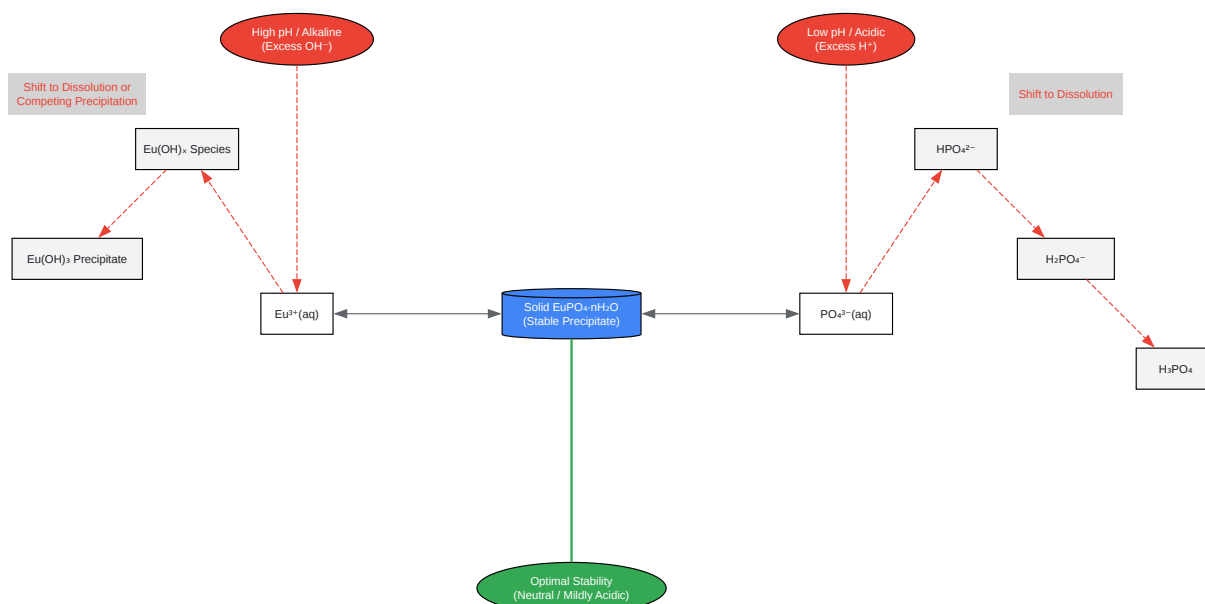 High pH / Alkaline
(Excess OH⁻)
Low pH / Acidic
(Excess H⁺)
Shift to Dissolution or
Competing Precipitation
Shift to Dissolution
Eu(OH)ₓ Species
HPO₄²⁻
Eu(OH)₃ Precipitate
H₂PO₄⁻
Eu³⁺(aq)
Solid EuPO₄·nH₂O
(Stable Precipitate)
PO₄³⁻(aq)
H₃PO₄
Optimal Stability
(Neutral / Mildly Acidic)